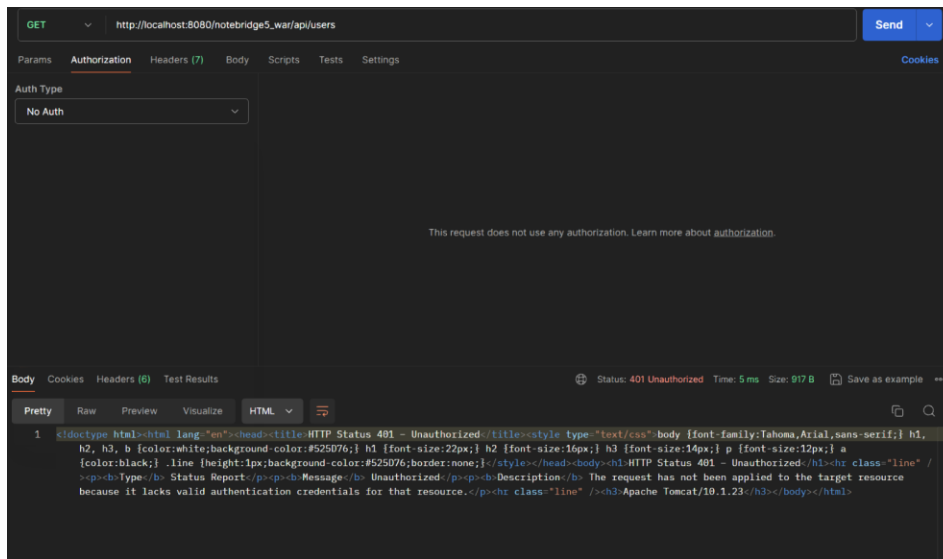 GET http://localhost:8080/notebridge5_war/api/users Send
Params Authorization Headers (7) Body Scripts Tests Settings Cookies
Auth Type
No Auth
This request does not use any authorization. Learn more about authorization.
Body Cookies Headers (6) Test Results Status: 401 Unauthorized Time: 5 ms Size: 917 B Save as example
Pretty Raw Preview Visualize HTML
1 <!doctype html><html lang="en"><head><title>HTTP Status 401 – Unauthorized</title><style type="text/css">body {font-family:Tahoma,Arial,sans-serif;} h1,
h2, h3, b {color:white;background-color:#525D76;} h1 {font-size:22px;} h2 {font-size:16px;} h3 {font-size:14px;} p {font-size:12px;} a
{color:black;} .line {height:1px;background-color:#525D76;border:none;}</style></head><body><h1>HTTP Status 401 – Unauthorized</h1><hr class="line" /
><p><b>Type</b> Status Report</p><p><b>Message</b> Unauthorized</p><p><b>Description</b> The request has not been applied to the target resource
because it lacks valid authentication credentials for that resource.</p><hr class="line" /><h3>Apache Tomcat/10.1.23</h3></body></html>